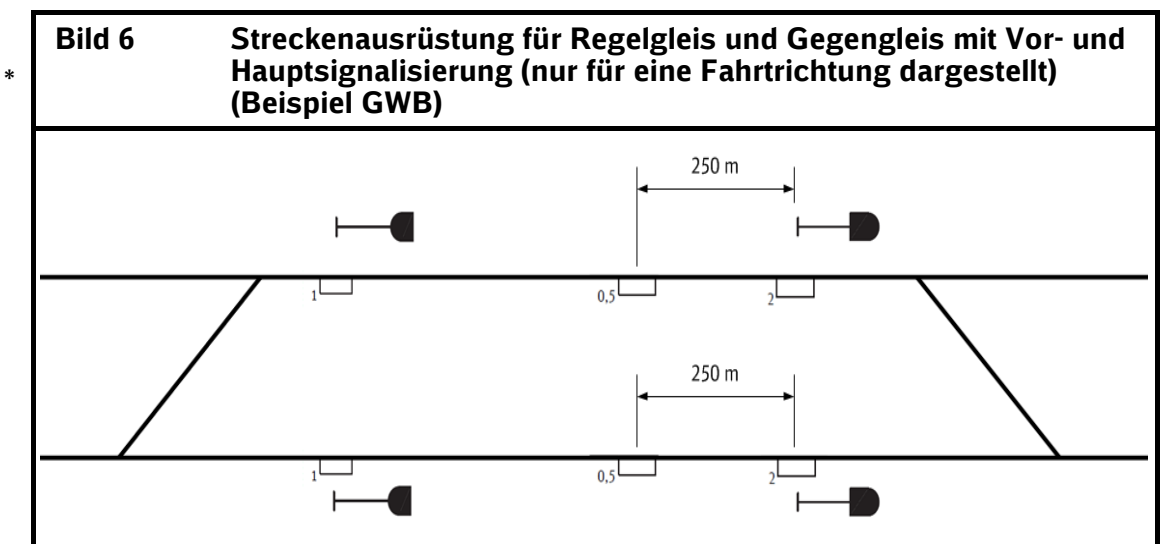 Bild 6 Streckenausrüstung für Regelgleis und Gegengleis mit Vor- und
* Hauptsignalisierung (nur für eine Fahrtrichtung dargestellt)
(Beispiel GWB)
250 m
1 0,5 2
250 m
1 0,5 2